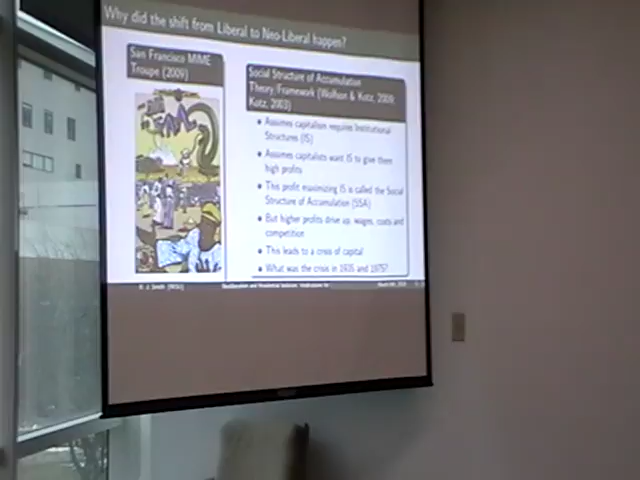 Why did the shift from Liberal to Neo-Liberal happen?
San Francisco MIME
Troupe (2009)
Social Structure of Accumulation
Theory/Framework (Wolfson & Kotz, 2009;
Kotz, 2003)
Assumes capitalism requires Institutional
Structures (IS)
Assumes capitalists want IS to give them
high profits
This profit maximizing IS is called the Social
Structure of Accumulation (SSA)
But higher profits drive up, wages, costs and
competition
This leads to a crisis of capital
What was the crisis in 1935 and 1975?